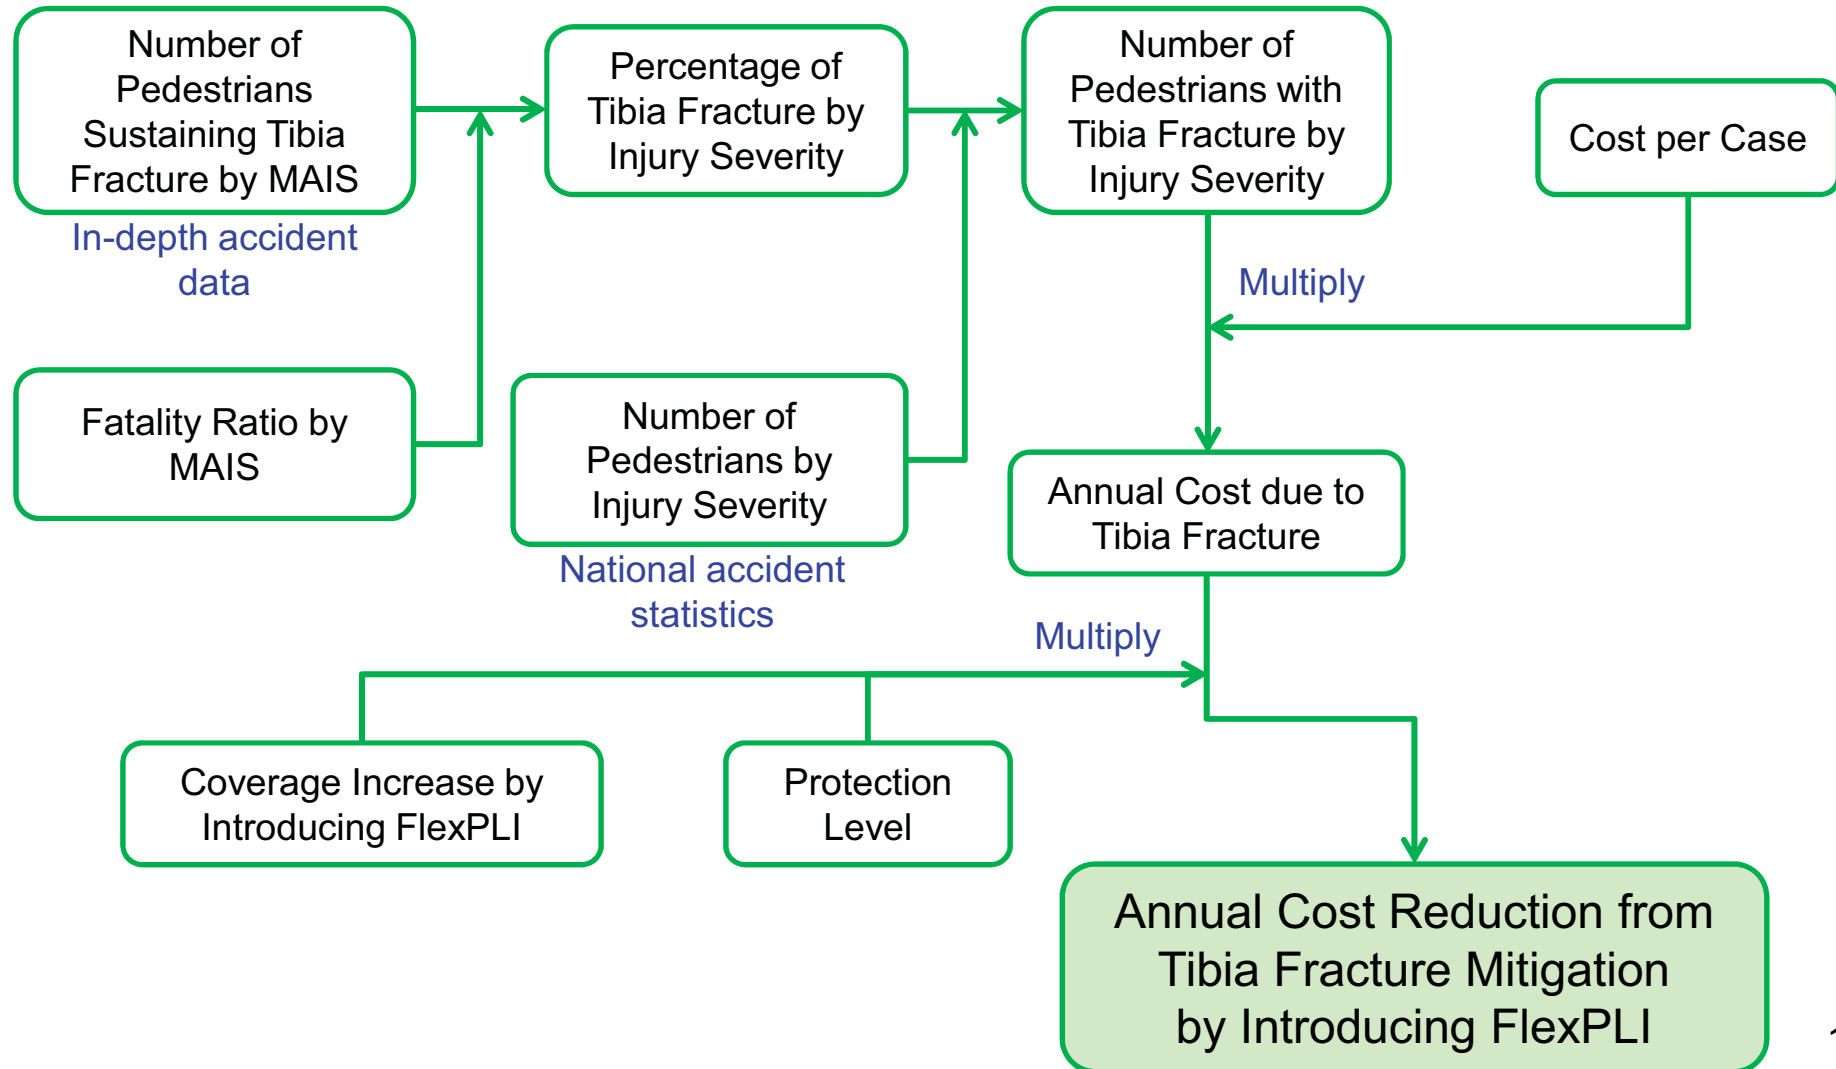 Number of
Pedestrians
Sustaining Tibia
Fracture by MAIS
In-depth accident
data
Percentage of
Tibia Fracture by
Injury Severity
Number of
Pedestrians with
Tibia Fracture by
Injury Severity
Cost per Case
Multiply
Fatality Ratio by
MAIS
Number of
Pedestrians by
Injury Severity
National accident
statistics
Annual Cost due to
Tibia Fracture
Multiply
Coverage Increase by
Introducing FlexPLI
Protection
Level
Annual Cost Reduction from
Tibia Fracture Mitigation
by Introducing FlexPLI